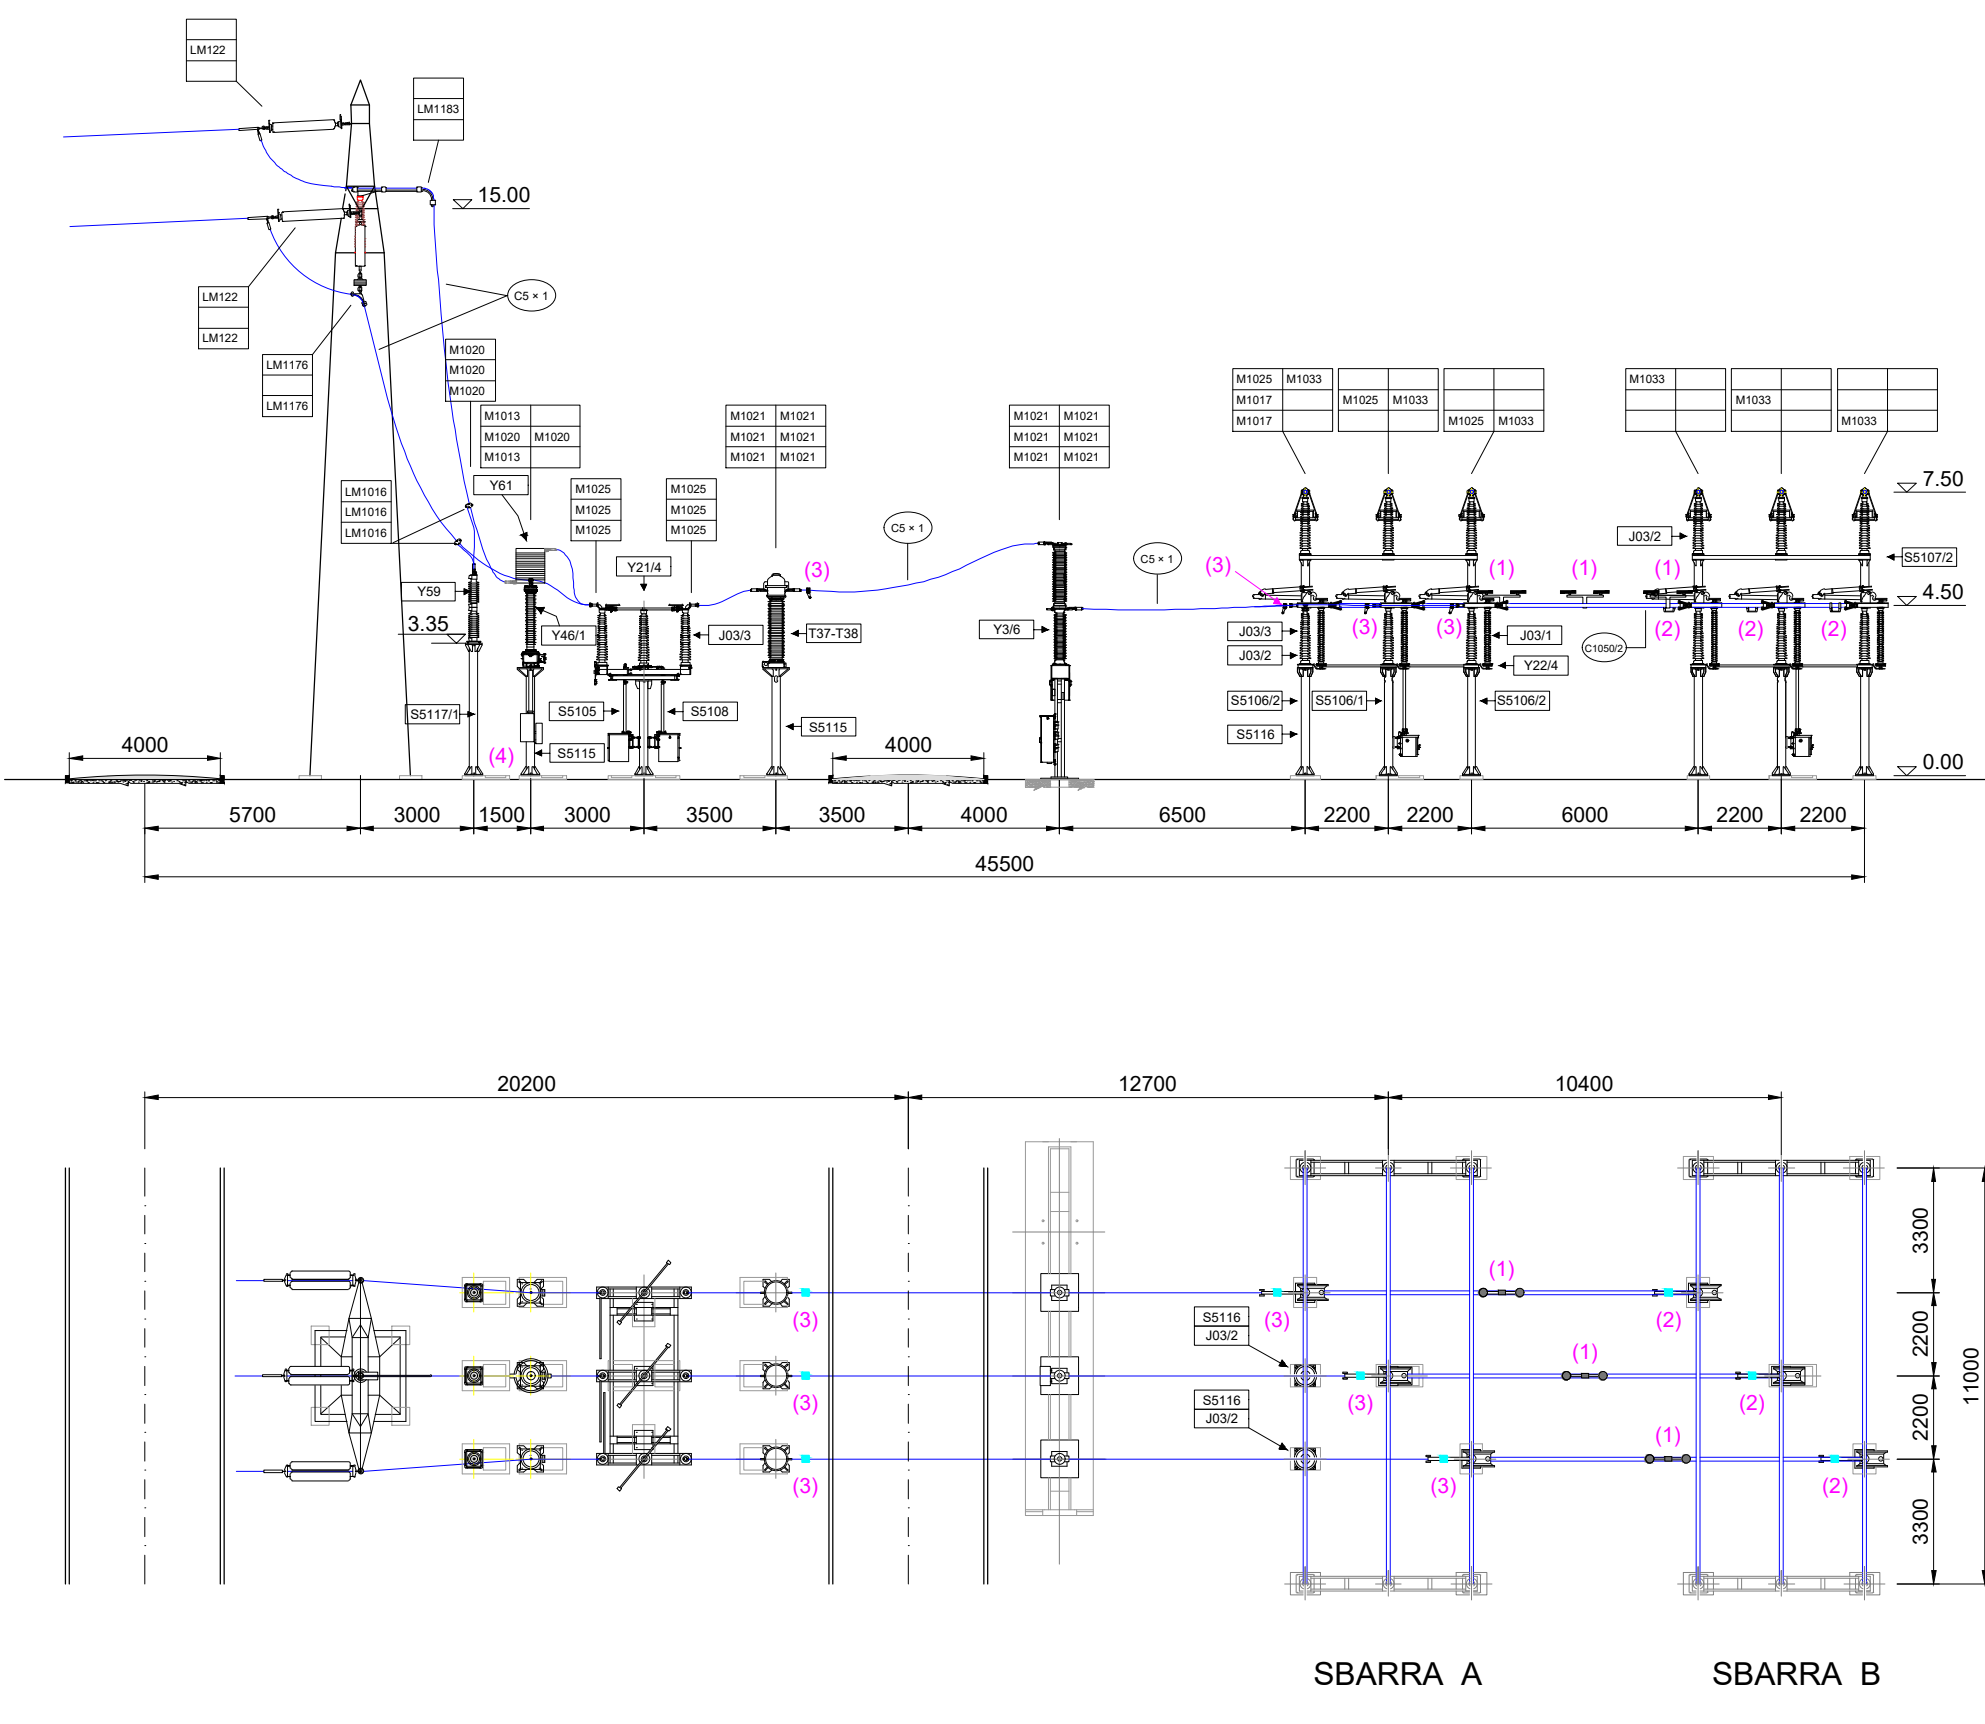 LM122
LM1183
15.00
LM122
LM122
C5 × 1
LM1176
LM1176
M1020
M1020
M1020
M1013
M1020 M1020
M1013
M1021 M1021
M1021 M1021
M1021 M1021
M1021 M1021
M1021 M1021
M1021 M1021
M1025 M1033
M1017
M1017
M1025 M1033
M1025 M1033
M1033
M1033
M1033
LM1016
LM1016
LM1016
Y61
M1025
M1025
M1025
M1025
M1025
M1025
7.50
C5 × 1
C5 × 1
J03/2
S5107/2
Y21/4
(3)
(3)
(1)
(1)
(1)
Y59
4.50
3.35
Y46/1
J03/3
T37-T38
Y3/6
J03/3
(3)
(3)
J03/1
(2)
(2)
(2)
C1050/2
J03/2
Y22/4
S5117/1
S5105
S5108
S5115
S5106/2
S5106/1
S5106/2
S5116
4000
(4)
S5115
4000
0.00
5700
3000
1500
3000
3500
3500
4000
6500
2200
2200
6000
2200
2200
45500
20200
12700
10400
3300
(1)
S5116
J03/2
(3)
(3)
(2)
2200
(1)
11000
(3)
(3)
(2)
S5116
J03/2
2200
(1)
(3)
(3)
(2)
3300
SBARRA A
SBARRA B